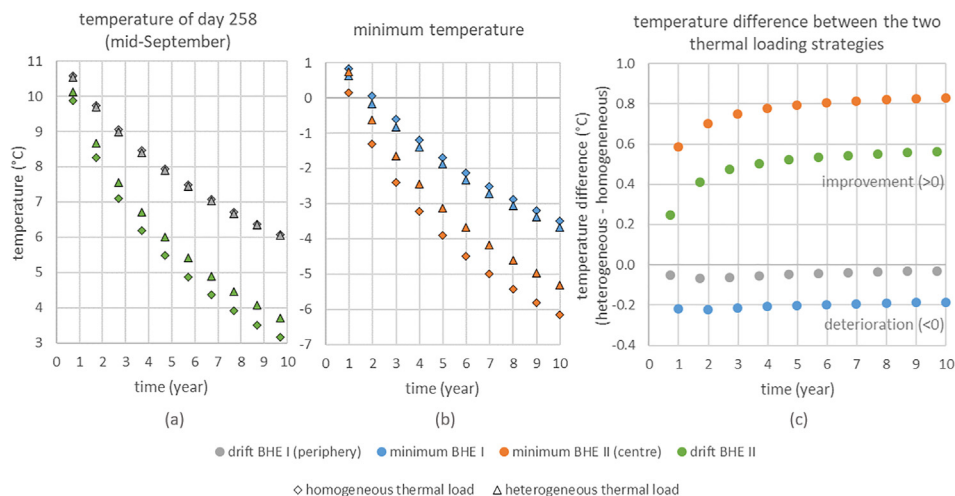 temperature of day 258
(mid-September)
11
10
9
8
7
6
5
4
3
temperature (°C)
0 1 2 3 4 5 6 7 8 9 10
time (year)
(a)
minimum temperature
1
0
-1
-2
-3
-4
-5
-6
-7
0 1 2 3 4 5 6 7 8 9 10
time (year)
(b)
temperature difference between the two
thermal loading strategies
1.0
0.8
0.6
0.4
0.2
0.0
-0.2
-0.4
temperature difference (°C)
(heterogeneous - homogeneneous)
improvement (>0)
deterioration (<0)
0 1 2 3 4 5 6 7 8 9 10
time (year)
(c)
drift BHE I (periphery) minimum BHE I minimum BHE II (centre) drift BHE II
homogeneous thermal load heterogeneous thermal load